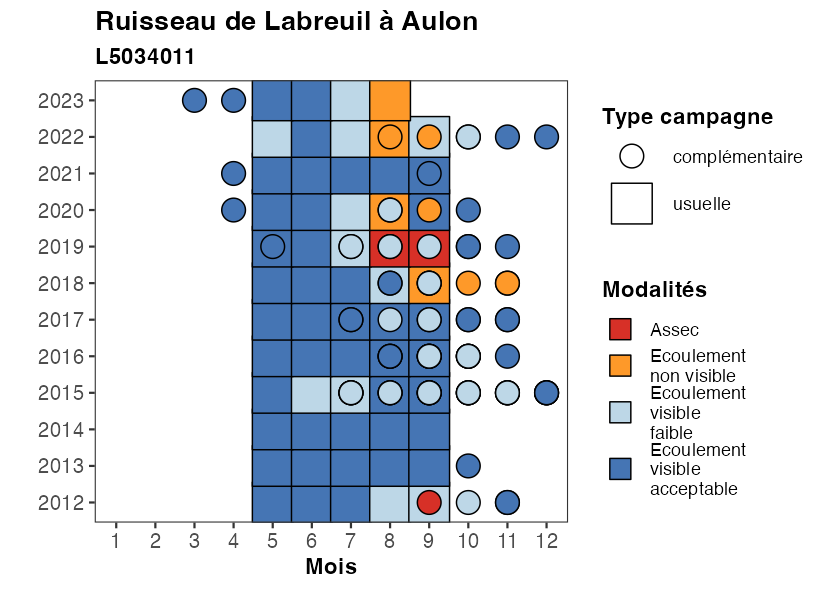 Ruisseau de Labreuil à Aulon
L5034011
2023
2022
2021
2020
2019
2018
2017
2016
2015
2014
2013
2012
1 2 3 4 5 6 7 8 9 10 11 12
Mois
Type campagne
complémentaire
usuelle
Modalités
Assec
Ecoulement
non visible
Ecoulement
visible
faible
Ecoulement
visible
acceptable